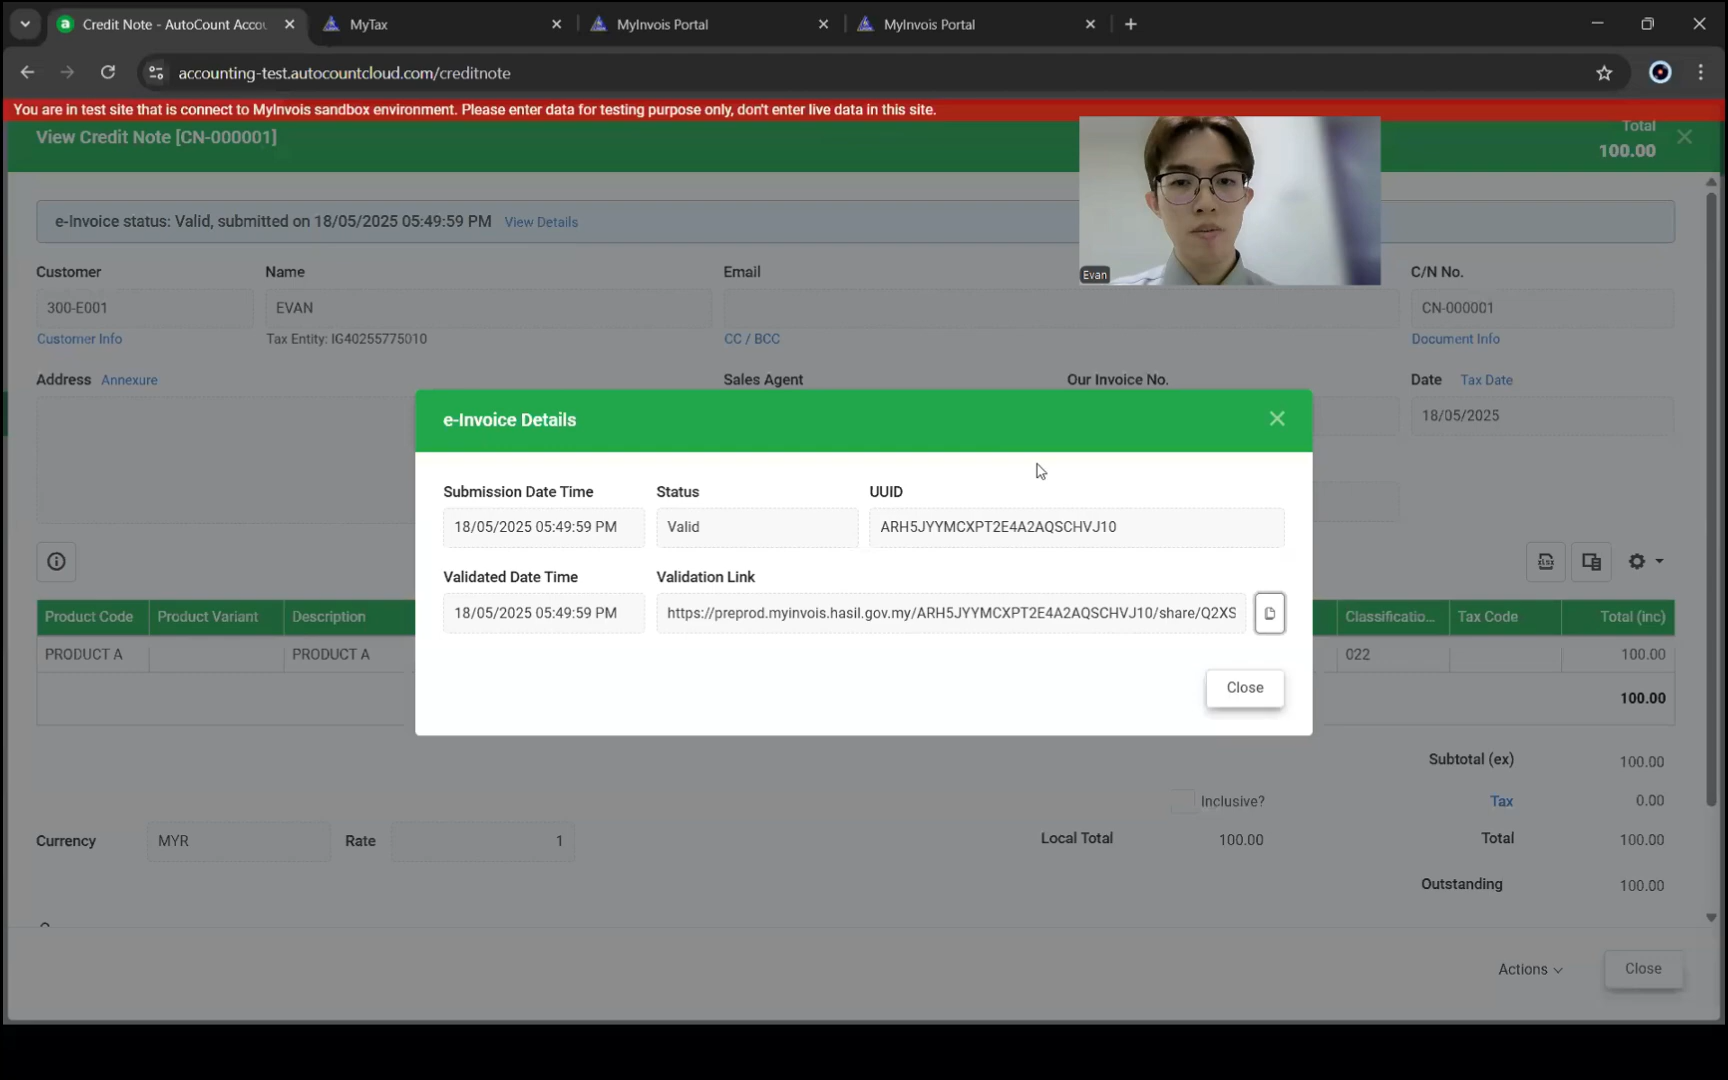 Credit Note - AutoCount Accou
MyTax
MyInvois Portal
MyInvois Portal
accounting-test.autocountcloud.com/creditnote
You are in test site that is connect to MyInvois sandbox environment. Please enter data for testing purpose only, don't enter live data in this site.
View Credit Note [CN-000001]
Total
100.00
e-Invoice status: Valid, submitted on 18/05/2025 05:49:59 PM View Details
Evan
Customer
Name
Email
C/N No.
300-E001
EVAN
CN-000001
Customer Info
Tax Entity: IG40255775010
CC / BCC
Document Info
Address Annexure
Sales Agent
Our Invoice No.
Date Tax Date
18/05/2025
e-Invoice Details
Submission Date Time
Status
UUID
18/05/2025 05:49:59 PM
Valid
ARH5JYYMCXPT2E4A2AQSCHVJ10
Validated Date Time
Validation Link
18/05/2025 05:49:59 PM
https://preprod.myinvois.hasil.gov.my/ARH5JYYMCXPT2E4A2AQSCHVJ10/share/Q2XS
Close
XLSX
Product Code
Product Variant
Description
Classificatio...
Tax Code
Total (inc)
PRODUCT A
PRODUCT A
022
100.00
100.00
Subtotal (ex)
100.00
Inclusive?
Tax
0.00
Currency
MYR
Rate
1
Local Total
100.00
Total
100.00
Outstanding
100.00
Actions
Close